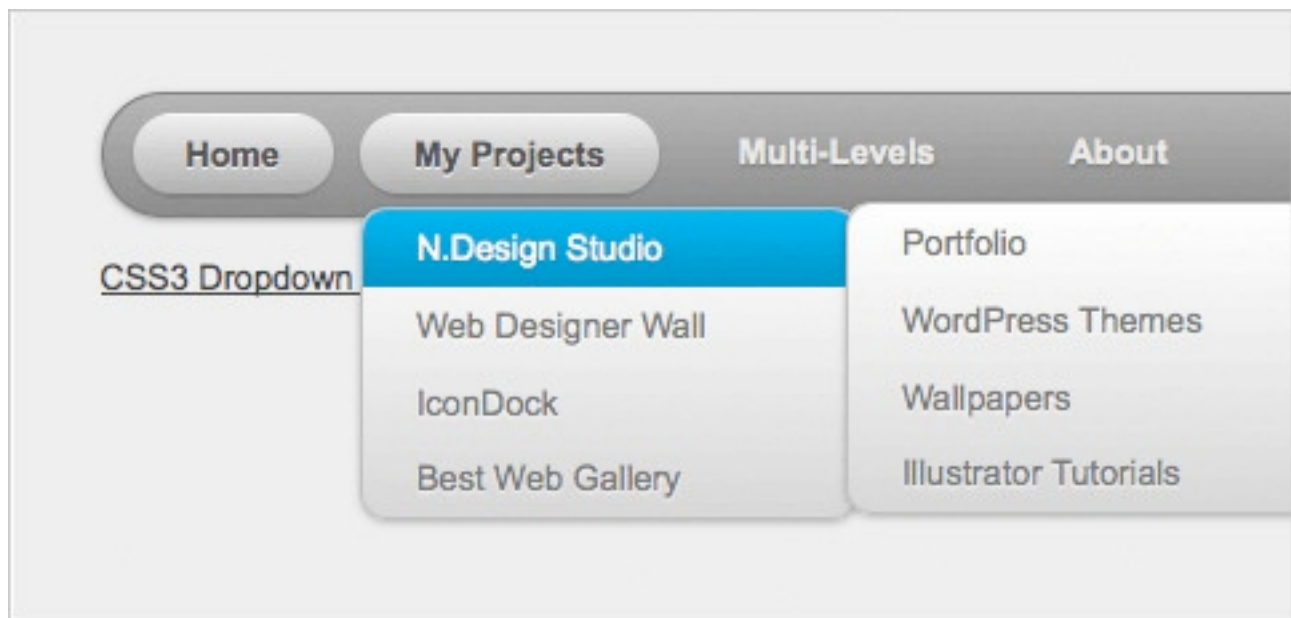 Home
My Projects
Multi-Levels
About
CSS3 Dropdown
N.Design Studio
Web Designer Wall
IconDock
Best Web Gallery
Portfolio
WordPress Themes
Wallpapers
Illustrator Tutorials